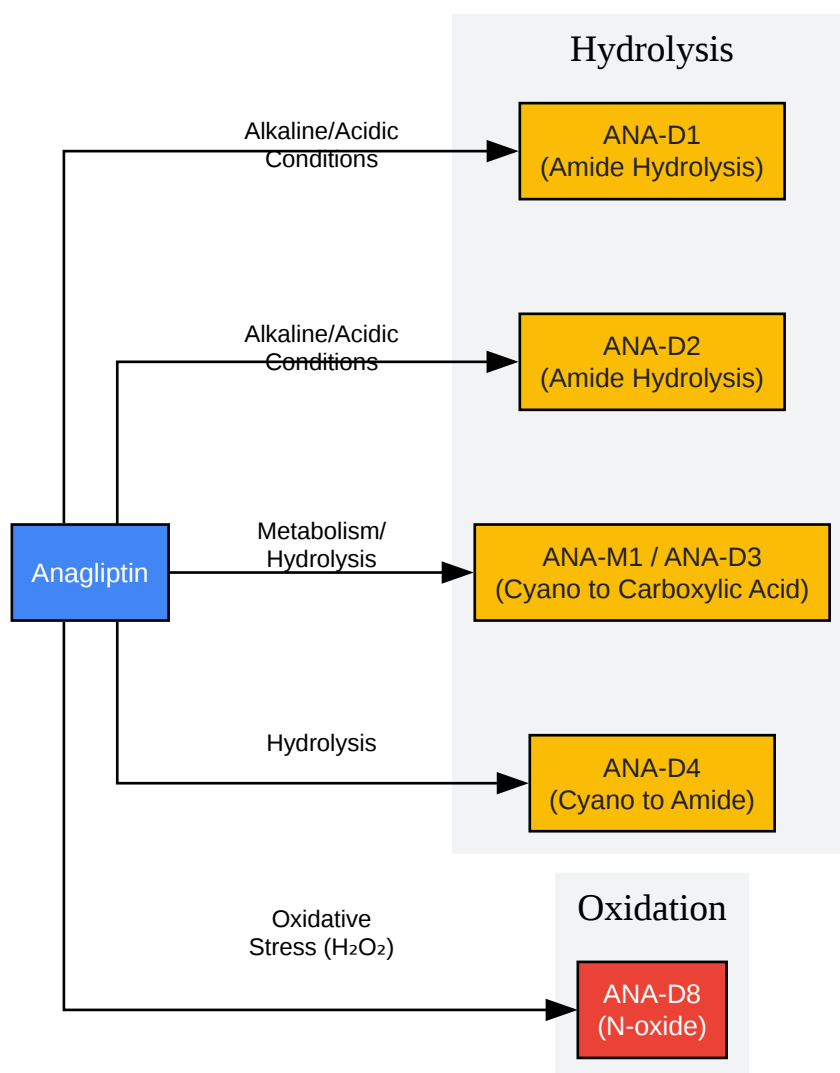 Hydrolysis
Alkaline/Acidic
Conditions
ANA-D1
(Amide Hydrolysis)
Alkaline/Acidic
Conditions
ANA-D2
(Amide Hydrolysis)
Anagliptin
Metabolism/
Hydrolysis
ANA-M1 / ANA-D3
(Cyano to Carboxylic Acid)
Hydrolysis
ANA-D4
(Cyano to Amide)
Oxidation
Oxidative
Stress (H₂O₂)
ANA-D8
(N-oxide)